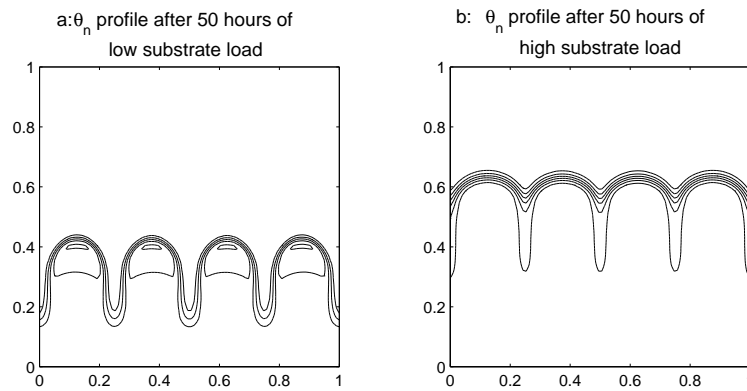 a:θn profile after 50 hours of
low substrate load
1
0.8
0.6
0.4
0.2
0
0 0.2 0.4 0.6 0.8 1
b: θn profile after 50 hours of
high substrate load
1
0.8
0.6
0.4
0.2
0
0 0.2 0.4 0.6 0.8 1